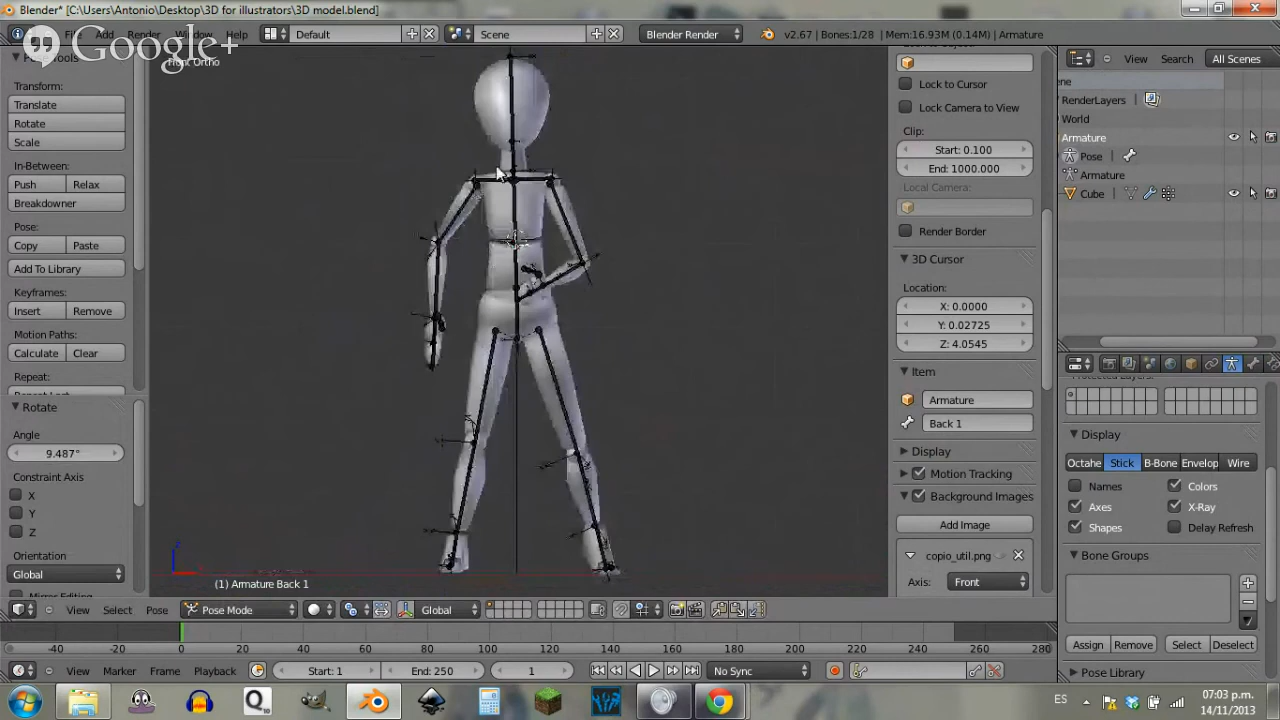 Blender* [C:\Users\Antonio\Desktop\3D for illustrators\3D model.blend]
Google+
File Add Render Window Help
Default
Scene
Blender Render
v2.67 | Bones:1/28 | Mem:16.93M (0.14M) | Armature
Pose Tools
Transform:
Translate
Rotate
Scale
In-Between:
Push Relax
Breakdowner
Pose:
Copy Paste
Add To Library
Keyframes:
Insert Remove
Motion Paths:
Calculate Clear
Repeat:
Rotate
Angle
9.487°
Constraint Axis
X
Y
Z
Orientation
Global
Front Ortho
(1) Armature Back 1
Lock to Cursor
Lock Camera to View
Clip:
Start: 0.100
End: 1000.000
Local Camera:
Render Border
3D Cursor
Location:
X: 0.0000
Y: 0.02725
Z: 4.0545
Item
Armature
Back 1
Display
Motion Tracking
Background Images
Add Image
copio_util.png
Axis: Front
View Search All Scenes
ne
RenderLayers
World
Armature
Pose
Armature
Cube
Display
Octahe Stick B-Bone Envelop Wire
Names Colors
Axes X-Ray
Shapes Delay Refresh
Bone Groups
Assign Remove Select Deselect
Pose Library
View Select Pose Pose Mode Global
-40 -20 0 20 40 60 80 100 120 140 160 180 200 220 240 260 280
View Marker Frame Playback Start: 1 End: 250 1 No Sync
ES
07:03 p.m.
14/11/2013